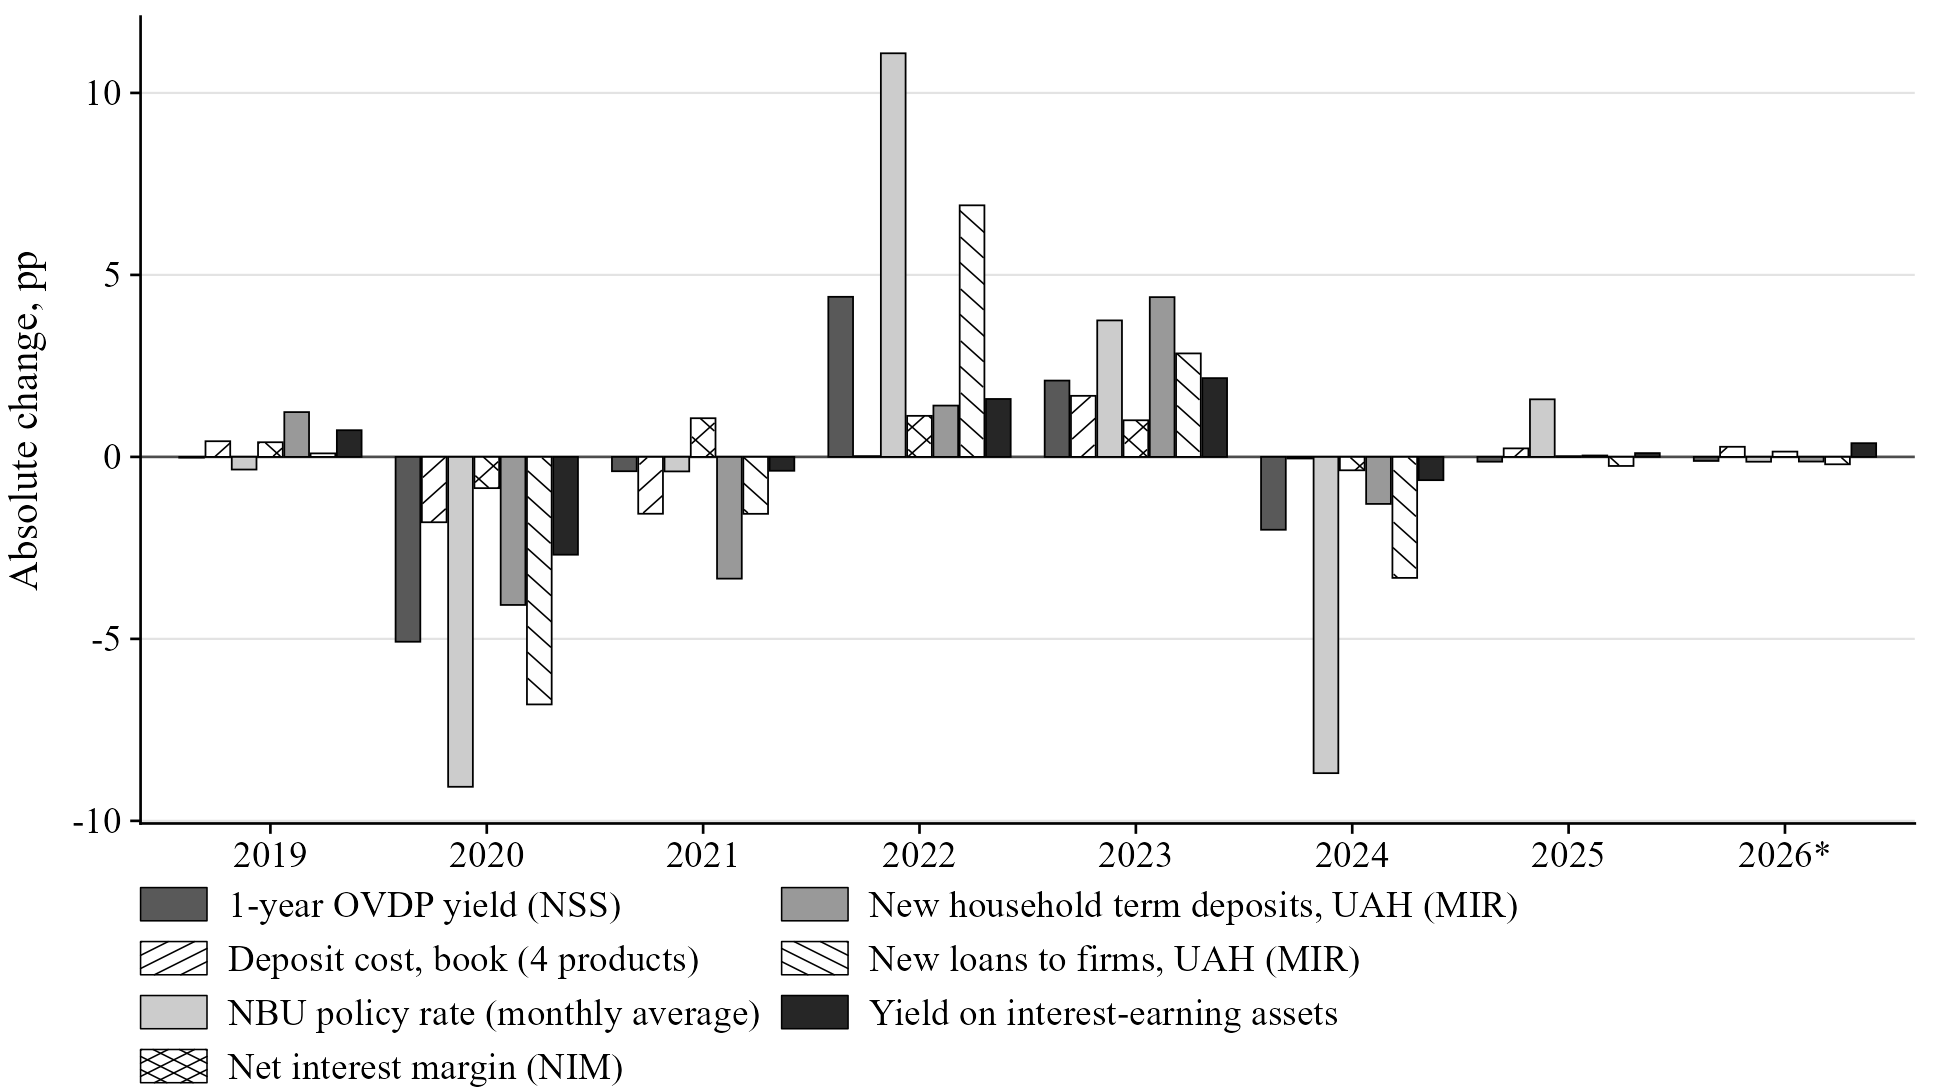 Absolute change, pp
10
5
0
-5
-10
2019 2020 2021 2022 2023 2024 2025 2026*
1-year OVDP yield (NSS)
Deposit cost, book (4 products)
NBU policy rate (monthly average)
Net interest margin (NIM)
New household term deposits, UAH (MIR)
New loans to firms, UAH (MIR)
Yield on interest-earning assets